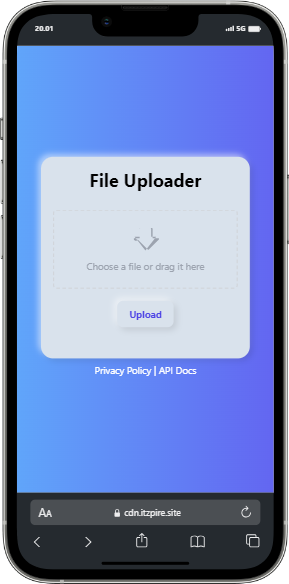 20.01
5G
File Uploader
Choose a file or drag it here
Upload
Privacy Policy | API Docs
AA
cdn.itzpire.site